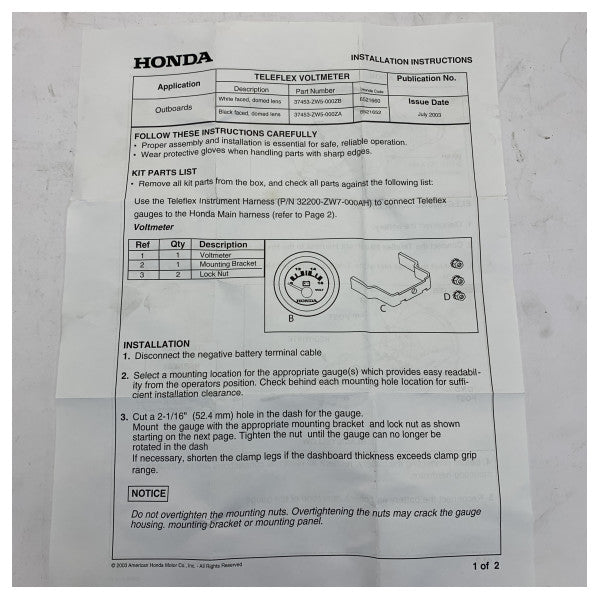 HONDA
INSTALLATION INSTRUCTIONS
Application
TELEFLEX VOLTMETER
Publication No.
Description Part Number Honda Code
Outboards
White faced, domed lens 37453-ZW5-000ZB 6521660
Black faced, domed lens 37453-ZW5-000ZA 6521652
Issue Date
July 2003
FOLLOW THESE INSTRUCTIONS CAREFULLY
• Proper assembly and installation is essential for safe, reliable operation.
• Wear protective gloves when handling parts with sharp edges.
KIT PARTS LIST
• Remove all kit parts from the box, and check all parts against the following list:
Use the Teleflex Instrument Harness (P/N 32200-ZW7-000AH) to connect Teleflex
gauges to the Honda Main harness (refer to Page 2).
Voltmeter
Ref Qty Description
1 1 Voltmeter
2 1 Mounting Bracket
3 2 Lock Nut
VOLT
HONDA
B
C
D
INSTALLATION
1. Disconnect the negative battery terminal cable
2. Select a mounting location for the appropriate gauge(s) which provides easy readabil-
ity from the operators position. Check behind each mounting hole location for suffi-
cient installation clearance.
3. Cut a 2-1/16" (52.4 mm) hole in the dash for the gauge.
Mount the gauge with the appropriate mounting bracket and lock nut as shown
starting on the next page. Tighten the nut until the gauge can no longer be
rotated in the dash
If necessary, shorten the clamp legs if the dashboard thickness exceeds clamp grip
range.
NOTICE
Do not overtighten the mounting nuts. Overtightening the nuts may crack the gauge
housing. mounting bracket or mounting panel.
© 2003 American Honda Motor Co., Inc. - All Rights Reserved
1 of 2